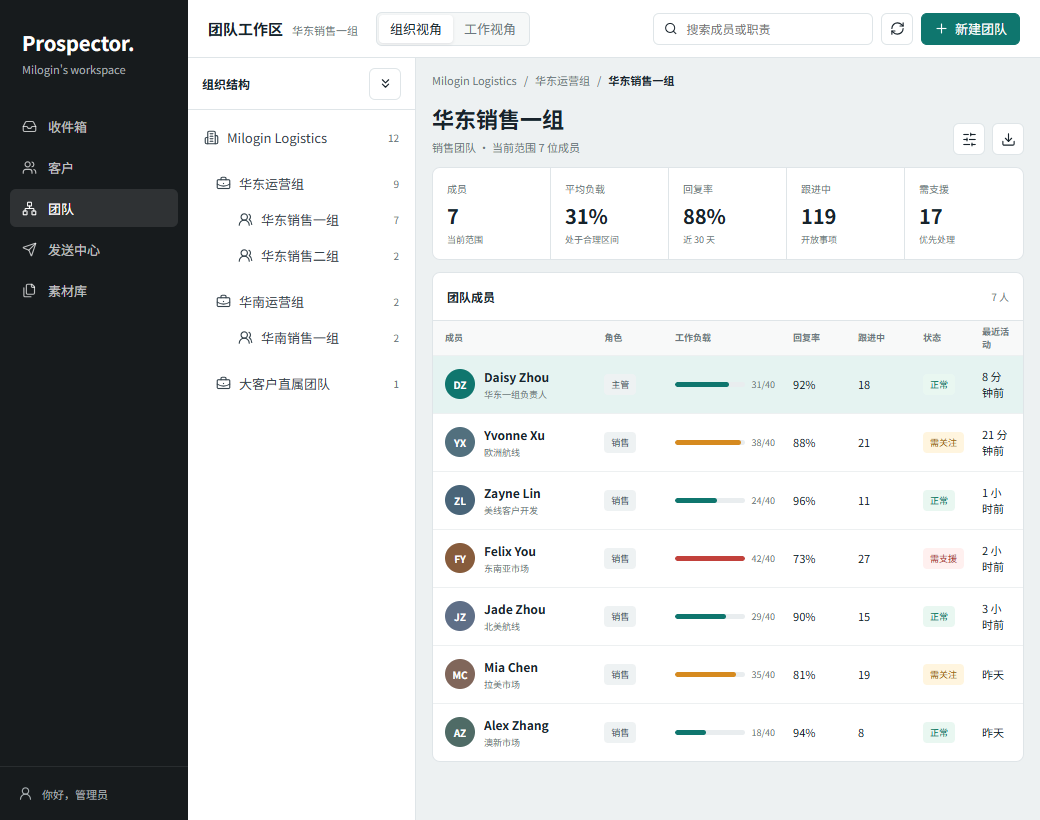 Prospector.
Milogin's workspace
收件箱
客户
团队
发送中心
素材库
你好，管理员
团队工作区 华东销售一组
组织视角 工作视角
搜索成员或职责
新建团队
组织结构
Milogin Logistics 12
华东运营组 9
华东销售一组 7
华东销售二组 2
华南运营组 2
华南销售一组 2
大客户直属团队 1
Milogin Logistics / 华东运营组 / 华东销售一组
华东销售一组
销售团队 · 当前范围 7 位成员
成员
7
当前范围
平均负载
31%
处于合理区间
回复率
88%
近 30 天
跟进中
119
开放事项
需支援
17
优先处理
团队成员 7 人
成员 角色 工作负载 回复率 跟进中 状态 最近活
动
DZ Daisy Zhou 主管 31/40 92% 18 正常 8 分
华东一组负责人 钟前
YX Yvonne Xu 销售 38/40 88% 21 需关注 21 分
欧洲航线 钟前
ZL Zayne Lin 销售 24/40 96% 11 正常 1 小
美线客户开发 时前
FY Felix You 销售 42/40 73% 27 需支援 2 小
东南亚市场 时前
JZ Jade Zhou 销售 29/40 90% 15 正常 3 小
北美航线 时前
MC Mia Chen 销售 35/40 81% 19 需关注 昨天
拉美市场
AZ Alex Zhang 销售 18/40 94% 8 正常 昨天
澳新市场